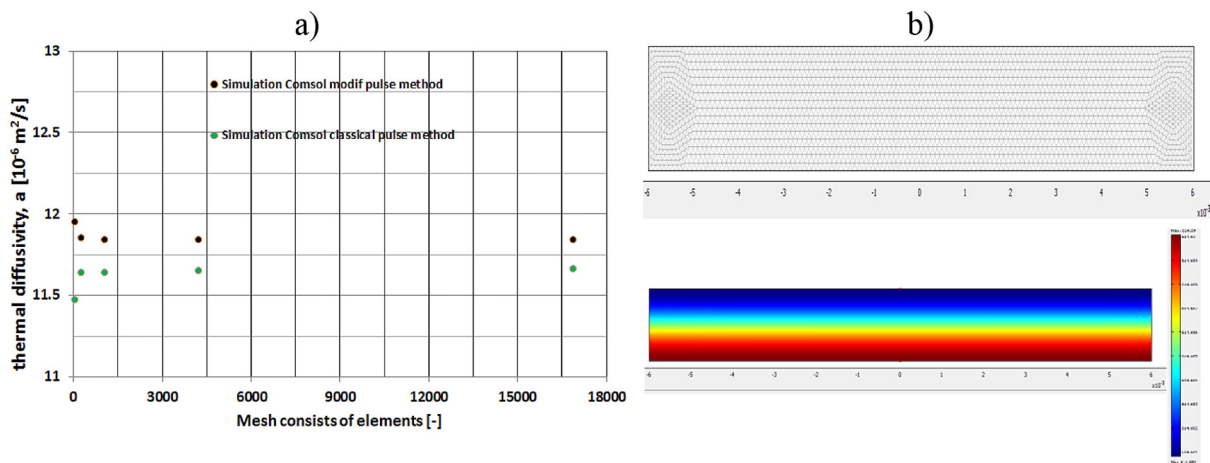 a)
13
12.5
12
11.5
11
thermal diffusivity, a [10⁻⁶ m²/s]
Simulation Comsol modif pulse method
Simulation Comsol classical pulse method
0 3000 6000 9000 12000 15000 18000
Mesh consists of elements [-]
b)
-6 -5 -4 -3 -2 -1 0 1 2 3 4 5 6
x10⁻³
-6 -5 -4 -3 -2 -1 0 1 2 3 4 5 6
x10⁻³